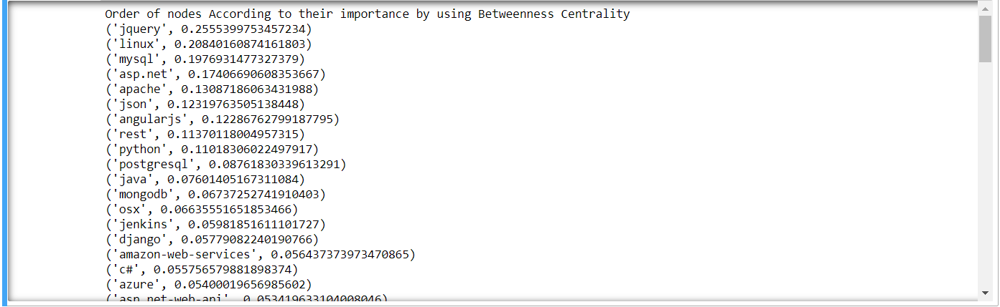 Order of nodes According to their importance by using Betweenness Centrality
('jquery', 0.2555399753457234)
('linux', 0.20840160874161803)
('mysql', 0.1976931477327379)
('asp.net', 0.17406690608353667)
('apache', 0.13087186063431988)
('json', 0.12319763505138448)
('angularjs', 0.12286762799187795)
('rest', 0.11370118004957315)
('python', 0.11018306022497917)
('postgresql', 0.08761830339613291)
('java', 0.07601405167311084)
('mongodb', 0.06737252741910403)
('osx', 0.06635551651853466)
('jenkins', 0.05981851611101727)
('django', 0.05779082240190766)
('amazon-web-services', 0.056437373973470865)
('c#', 0.055756579881898374)
('azure', 0.05400019656985602)
('asp.net-web-api', 0.053419633104008046)